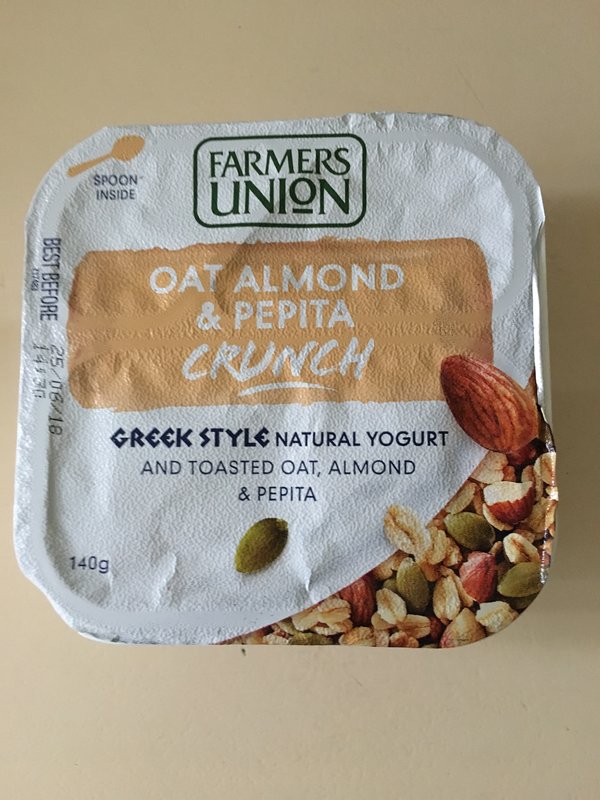 SPOON
INSIDE
FARMERS
UNION
OAT ALMOND
& PEPITA
CRUNCH
GREEK STYLE NATURAL YOGURT
AND TOASTED OAT, ALMOND
& PEPITA
140g
BEST BEFORE
25/08/18